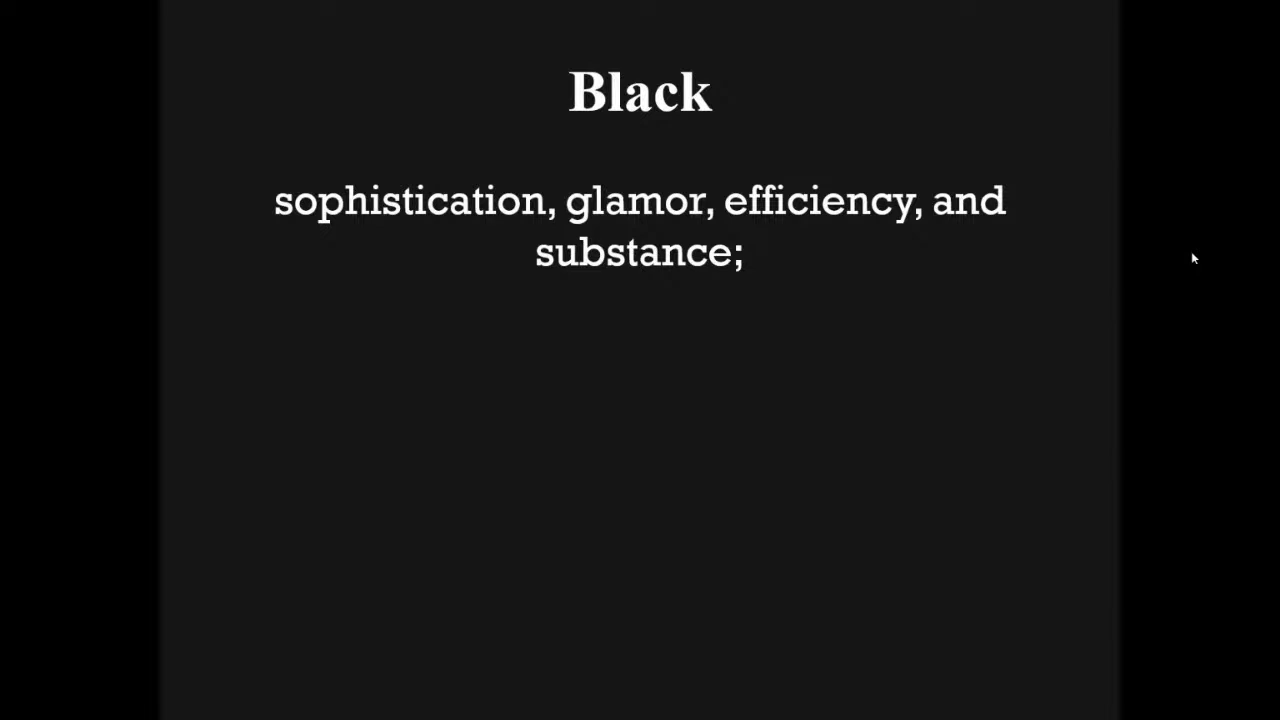 Black
sophistication, glamor, efficiency, and
substance;